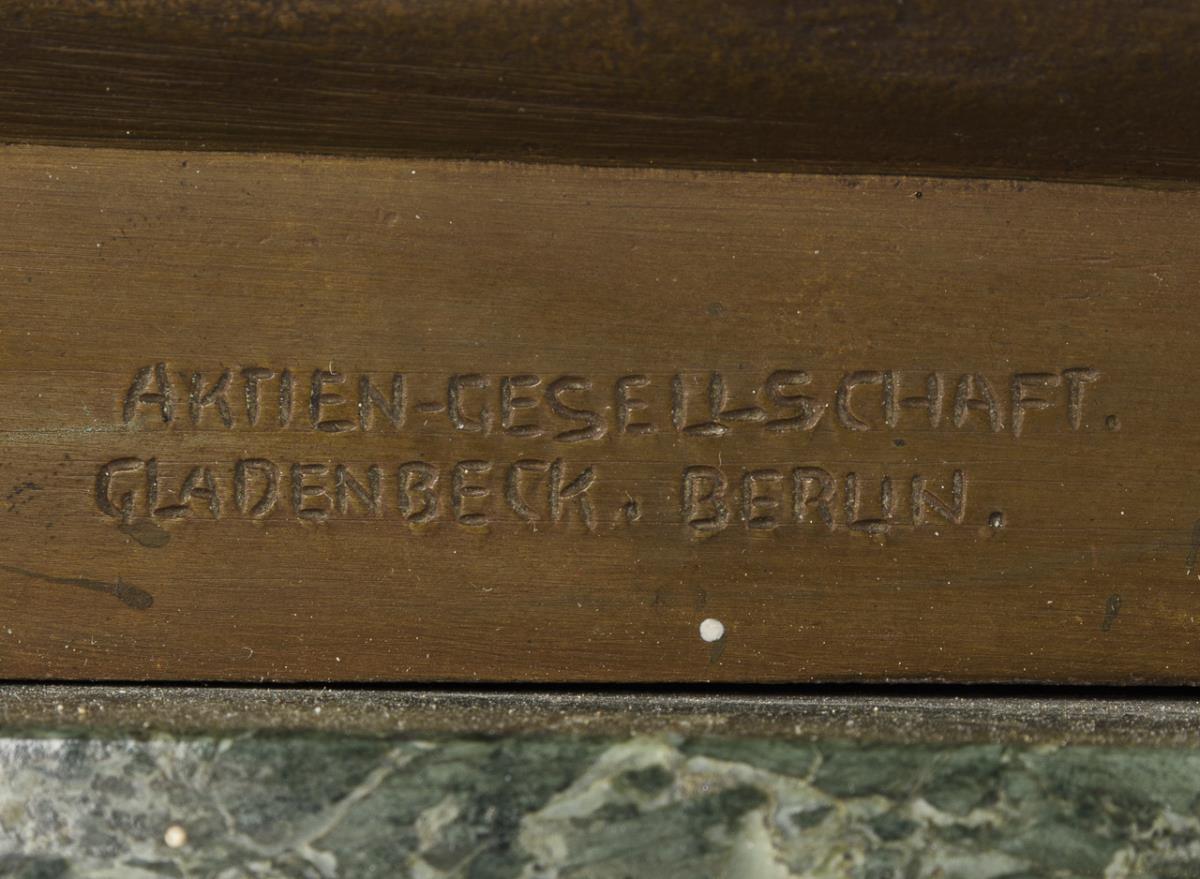 AKTIEN-GESELLSCHAFT.
GLADENBECK. BERLIN.